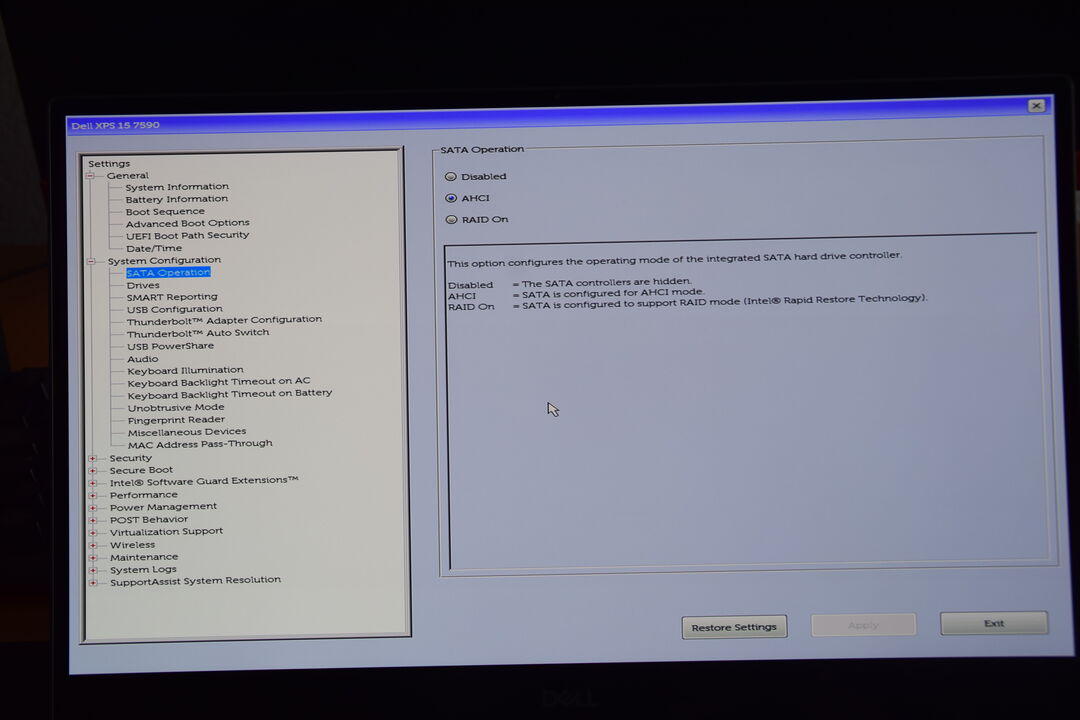 Dell XPS 15 7590
Settings
General
System Information
Battery Information
Boot Sequence
Advanced Boot Options
UEFI Boot Path Security
Date/Time
System Configuration
SATA Operation
Drives
SMART Reporting
USB Configuration
Thunderbolt™ Adapter Configuration
Thunderbolt™ Auto Switch
USB PowerShare
Audio
Keyboard Illumination
Keyboard Backlight Timeout on AC
Keyboard Backlight Timeout on Battery
Unobtrusive Mode
Fingerprint Reader
Miscellaneous Devices
MAC Address Pass-Through
Security
Secure Boot
Intel® Software Guard Extensions™
Performance
Power Management
POST Behavior
Virtualization Support
Wireless
Maintenance
System Logs
SupportAssist System Resolution
SATA Operation
Disabled
AHCI
RAID On
This option configures the operating mode of the integrated SATA hard drive controller.
Disabled = The SATA controllers are hidden.
AHCI = SATA is configured for AHCI mode.
RAID On = SATA is configured to support RAID mode (Intel® Rapid Restore Technology).
Restore Settings
Apply
Exit
DELL